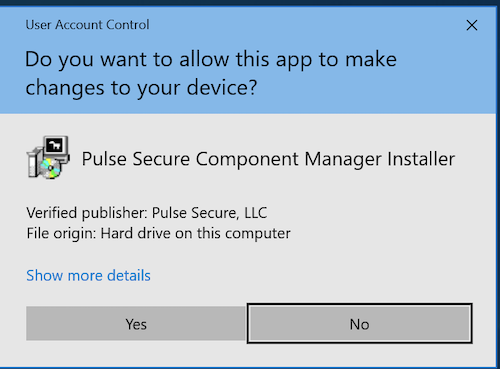 User Account Control
Do you want to allow this app to make
changes to your device?
Pulse Secure Component Manager Installer
Verified publisher: Pulse Secure, LLC
File origin: Hard drive on this computer
Show more details
Yes
No